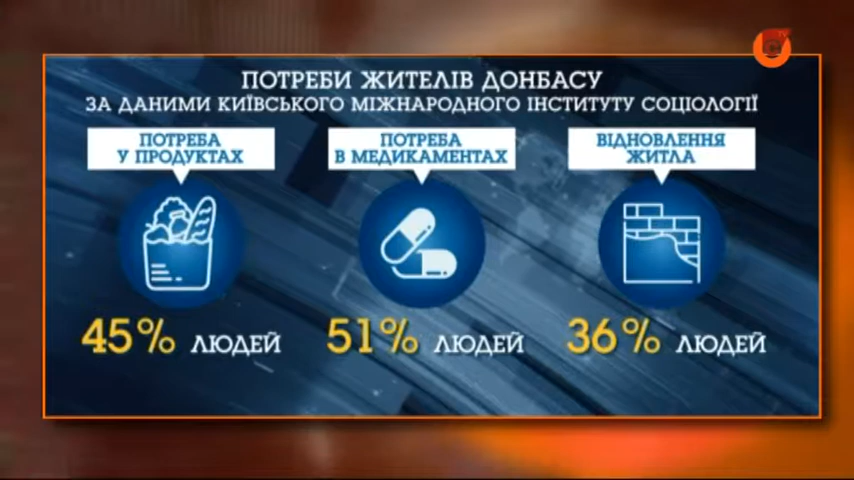 ПОТРЕБИ ЖИТЕЛІВ ДОНБАСУ
ЗА ДАНИМИ КИЇВСЬКОГО МІЖНАРОДНОГО ІНСТИТУТУ СОЦІОЛОГІЇ
ПОТРЕБА
У ПРОДУКТАХ
ПОТРЕБА
В МЕДИКАМЕНТАХ
ВІДНОВЛЕННЯ
ЖИТЛА
45% ЛЮДЕЙ
51% ЛЮДЕЙ
36% ЛЮДЕЙ